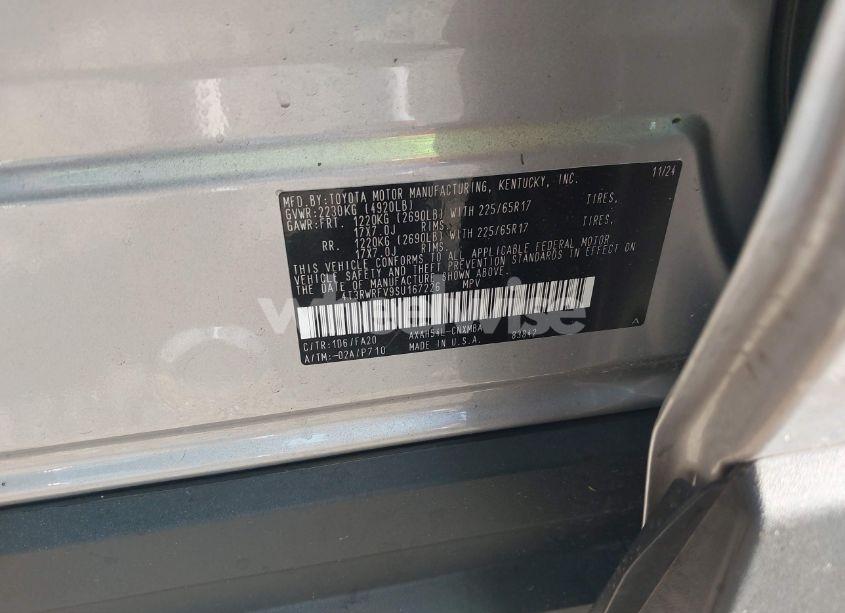 MFD.BY:TOYOTA MOTOR MANUFACTURING, KENTUCKY, INC. 11/24
GVWR:2230KG (4920LB)
GAWR:FRT. 1220KG (2690LB) WITH 225/65R17 TIRES,
17X7.0J RIMS.
RR. 1220KG (2690LB) WITH 225/65R17 TIRES,
17X7.0J RIMS.
THIS VEHICLE CONFORMS TO ALL APPLICABLE FEDERAL MOTOR
VEHICLE SAFETY AND THEFT PREVENTION STANDARDS IN EFFECT ON
THE DATE OF MANUFACTURE SHOWN ABOVE.
4T3RWRFV9SU167226 MPV
C/TR:1D6/FA20 AXAH54L-CNXMBA 83842 A
A/TM:-02A/P710 MADE IN U.S.A.